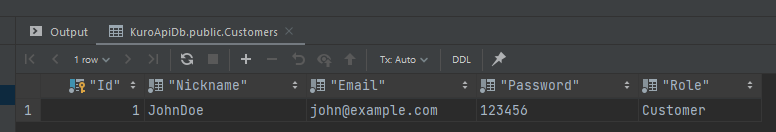 Output KuroApiDb.public.Customers
1 row Tx: Auto DDL
"Id" "Nickname" "Email" "Password" "Role"
1 1 JohnDoe john@example.com 123456 Customer